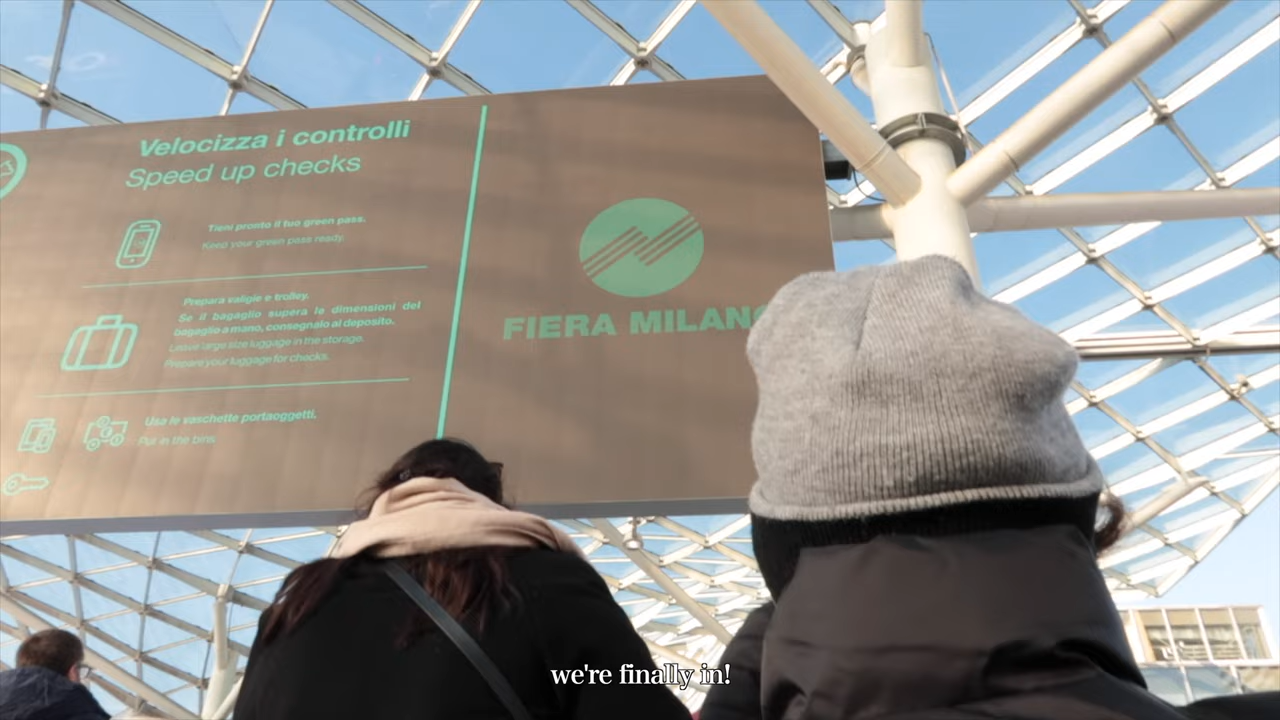 Velocizza i controlli
Speed up checks
Tieni pronto il tuo green pass.
Keep your green pass ready.
Prepara valigie e trolley.
Se il bagaglio supera le dimensioni del
bagaglio a mano, consegnalo al deposito.
Leave large size luggage in the storage.
Prepare your luggage for checks.
Usa le vaschette portaoggetti.
Put in the bins
FIERA MILANO
we're finally in!